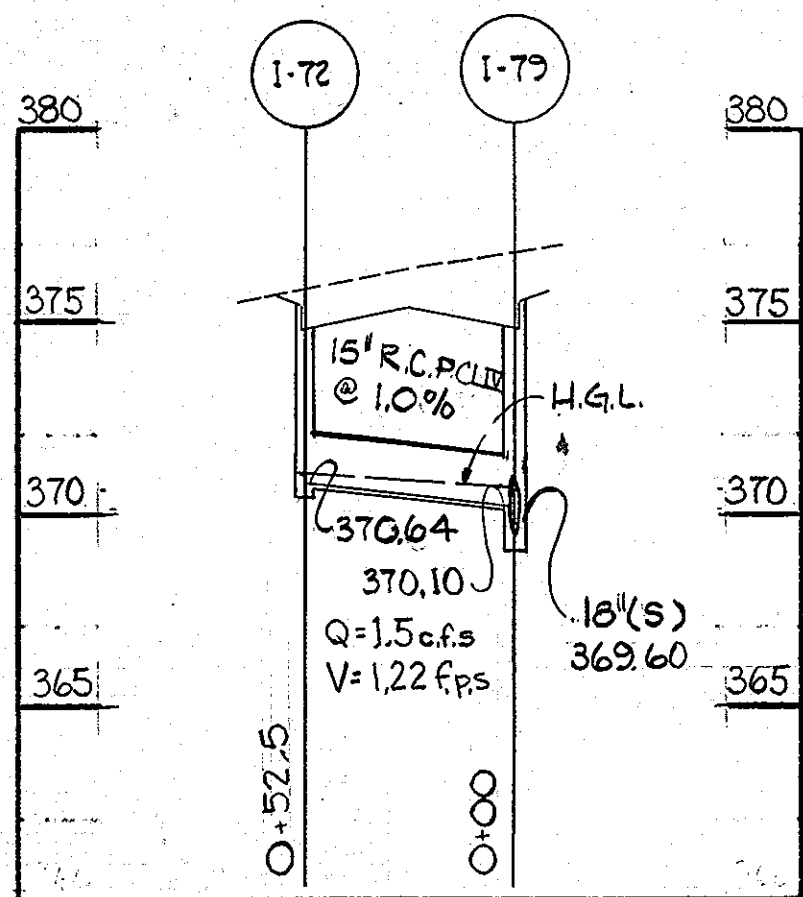 I-72
I-79
380
380
375
375
15" R.C.P. CL IV
@ 1.0%
H.G.L.
370
370
370.64
370.10
18"(S)
369.60
Q=1.5 c.f.s
V=1.22 f.p.s
365
365
0+52.5
0+00